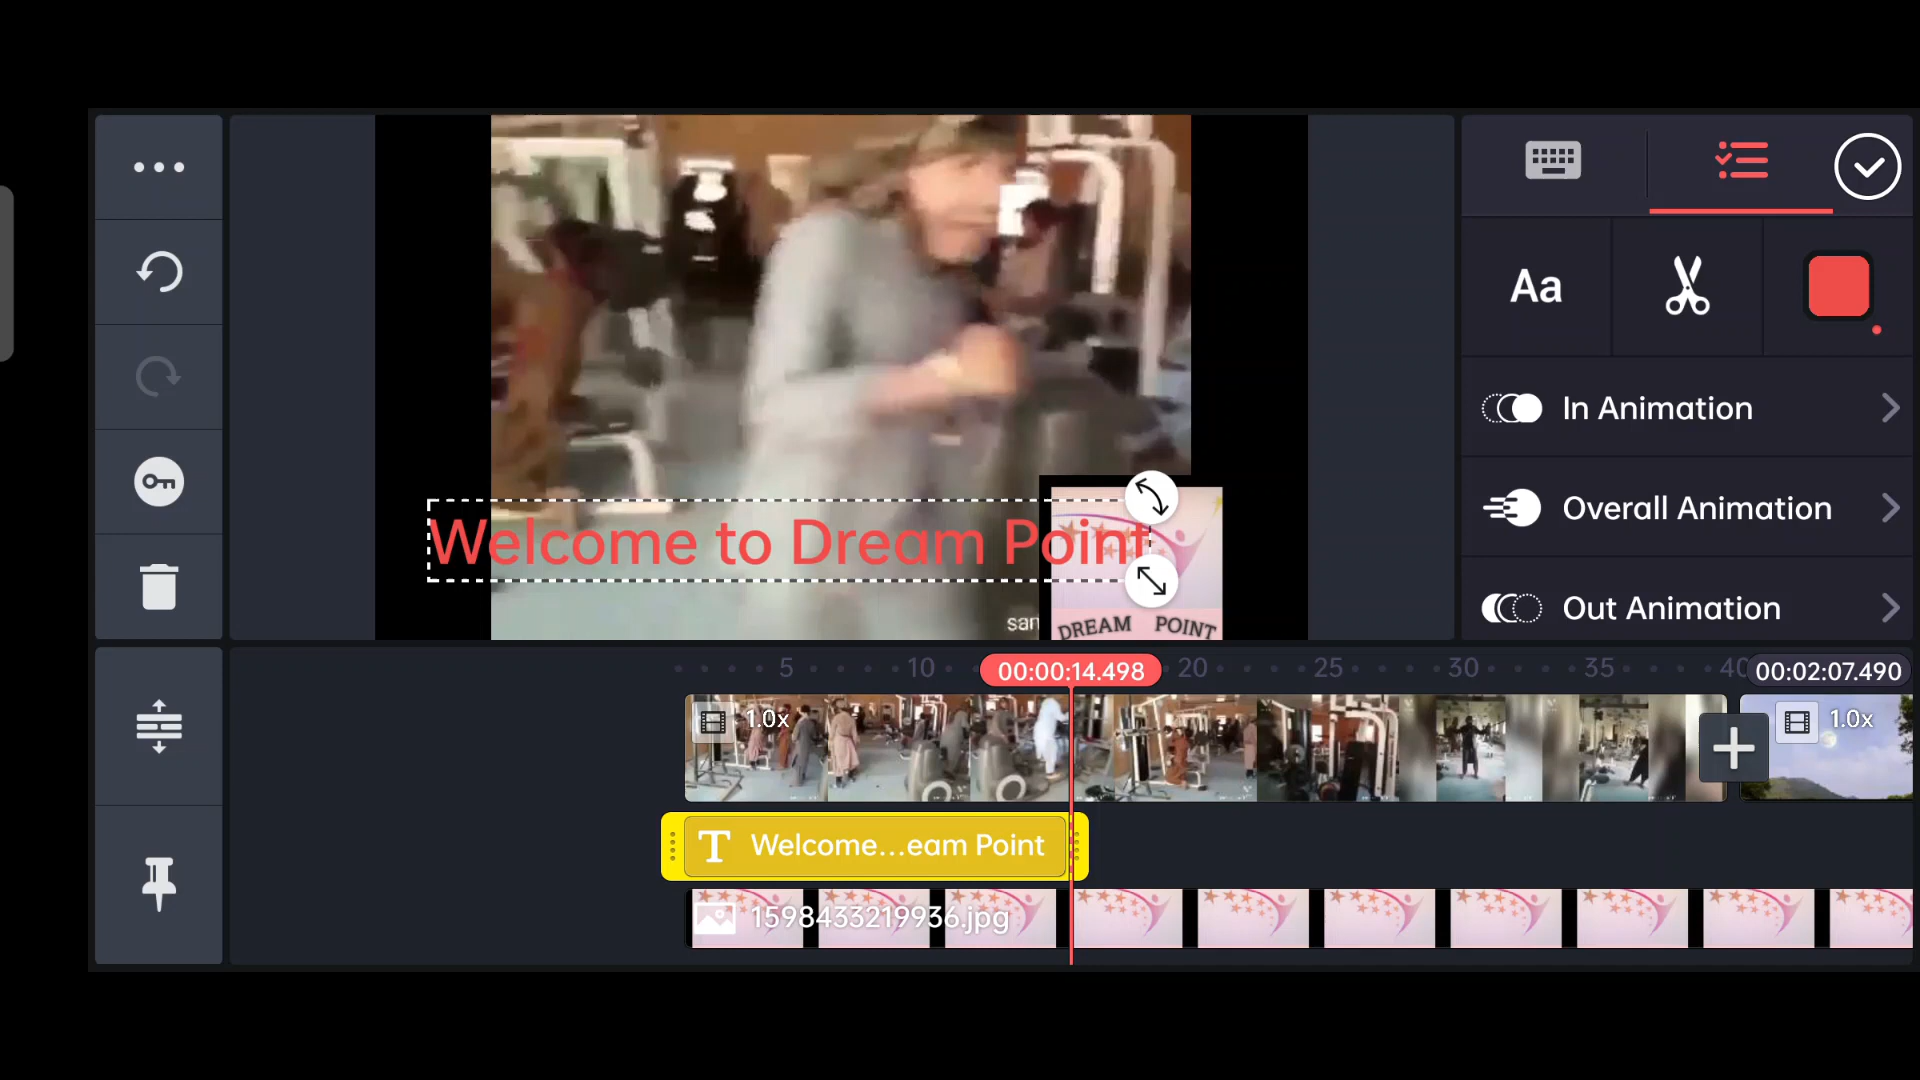 Aa
In Animation
Overall Animation
Out Animation
Welcome to Dream Point
DREAM POINT
5 10 00:00:14.498 20 25 30 35 40 00:02:07.490
1.0x
1.0x
T Welcome...eam Point
1598433219936.jpg